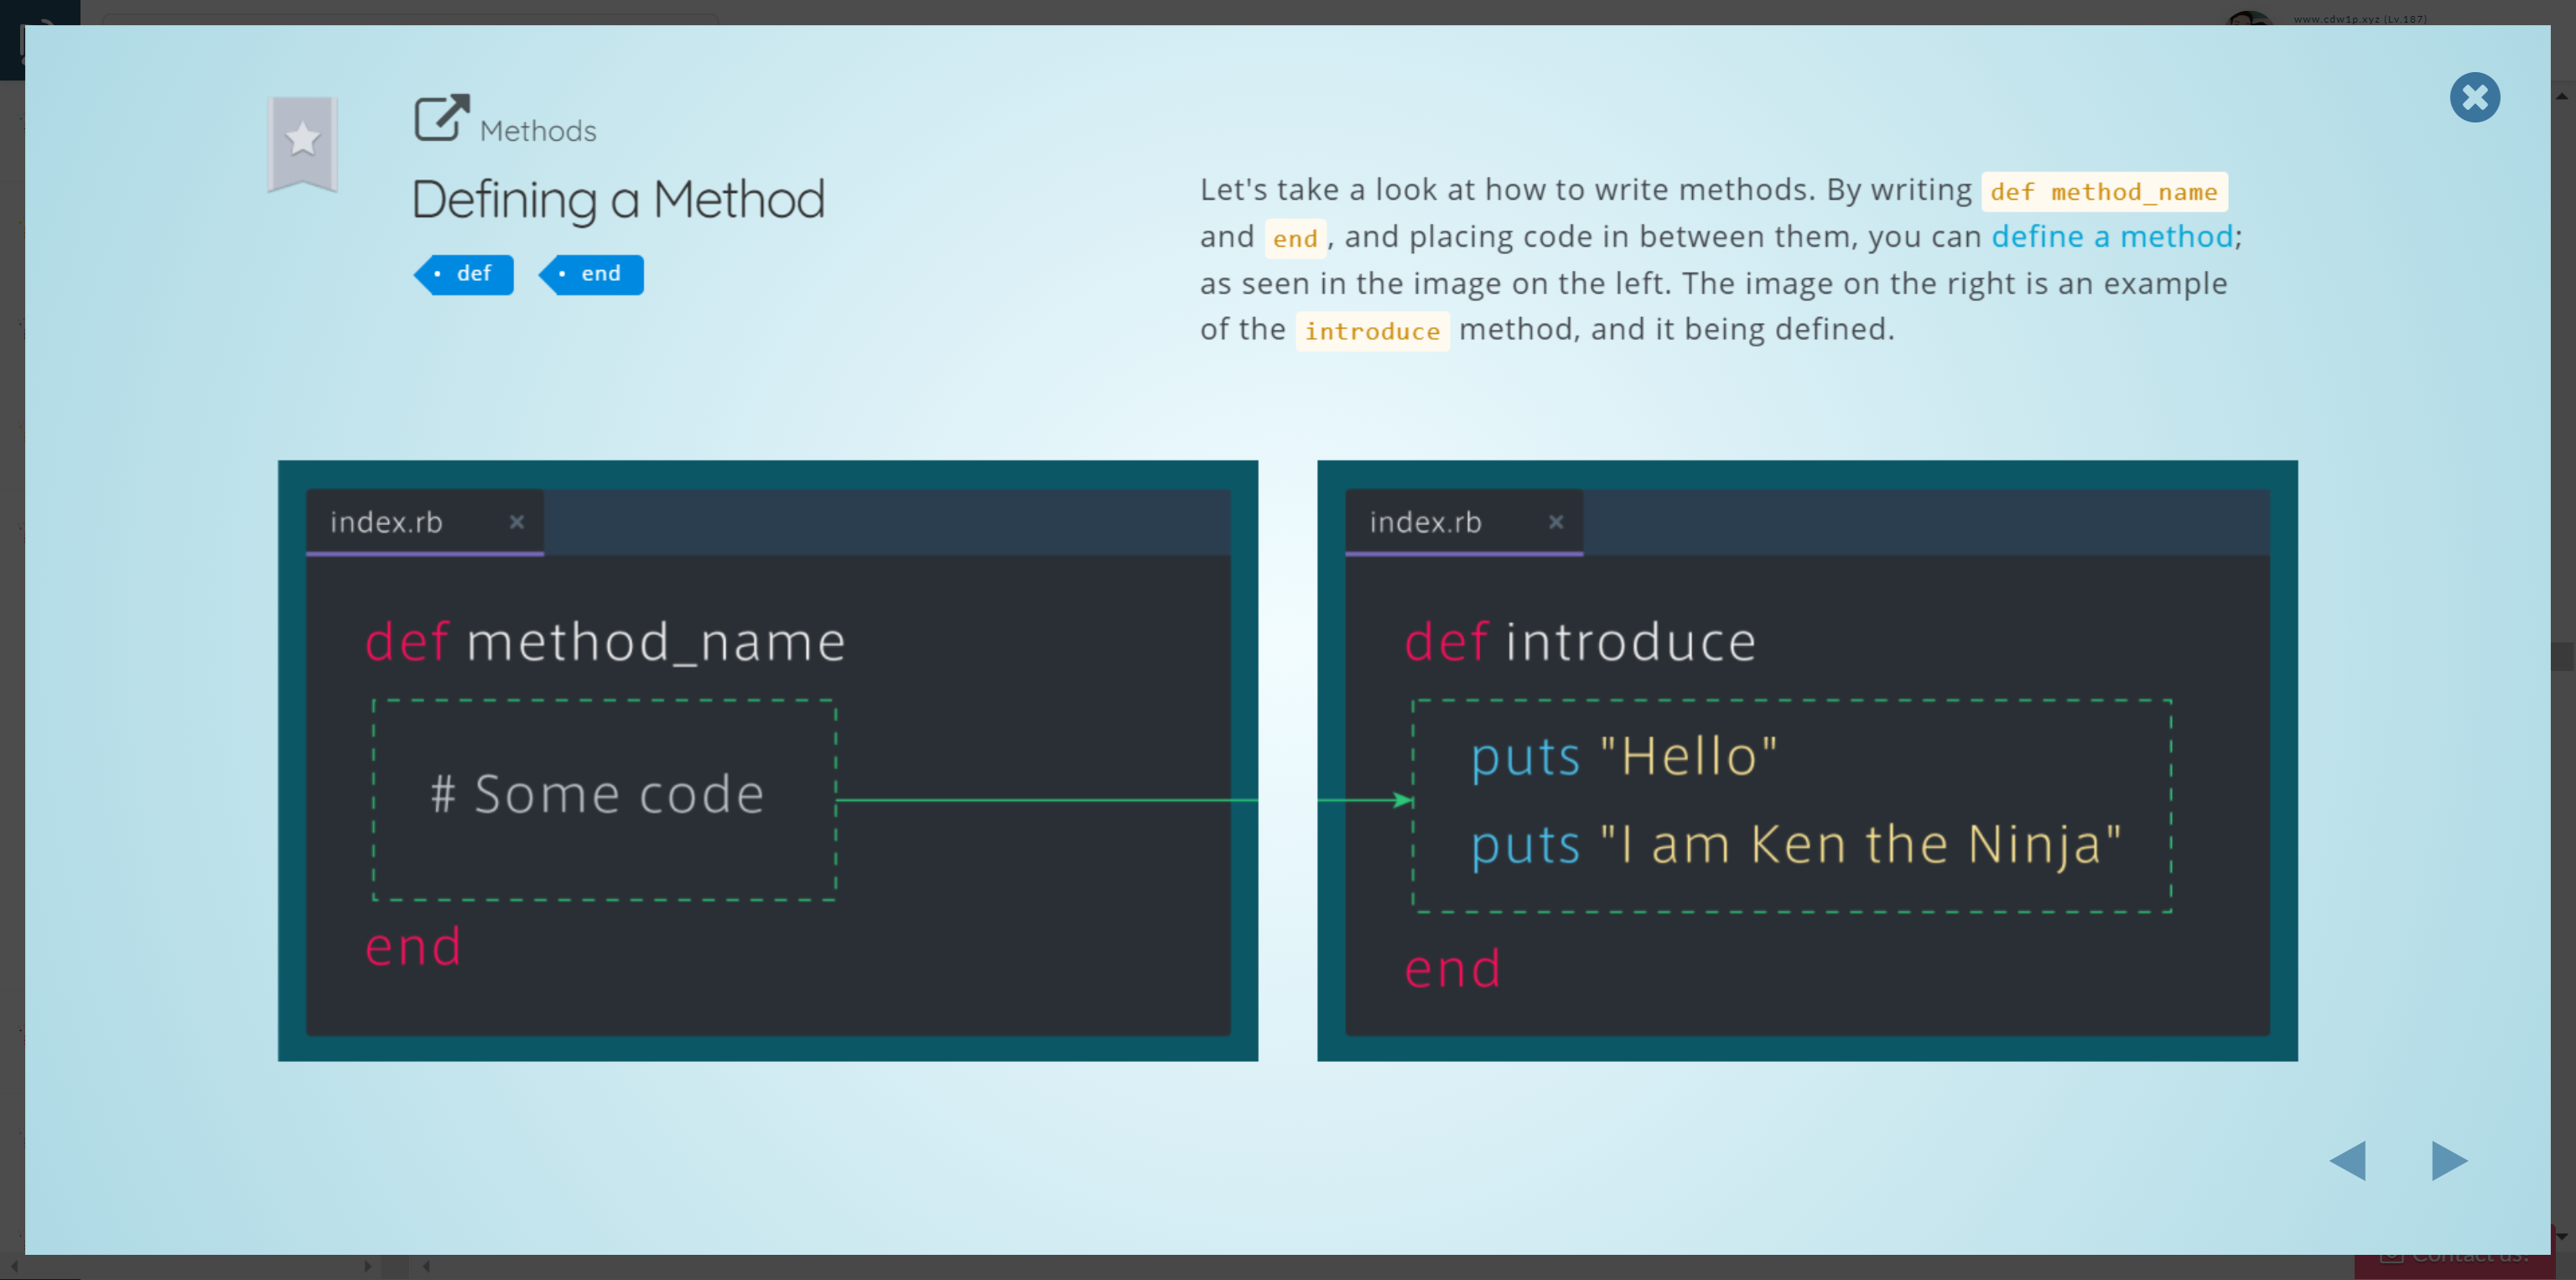 www.cdw1p.xyz (Lv.187)
Methods
Defining a Method
def
end
Let's take a look at how to write methods. By writing def method_name
and end, and placing code in between them, you can define a method;
as seen in the image on the left. The image on the right is an example
of the introduce method, and it being defined.
index.rb
def method_name
# Some code
end
index.rb
def introduce
puts "Hello"
puts "I am Ken the Ninja"
end
Contact us!